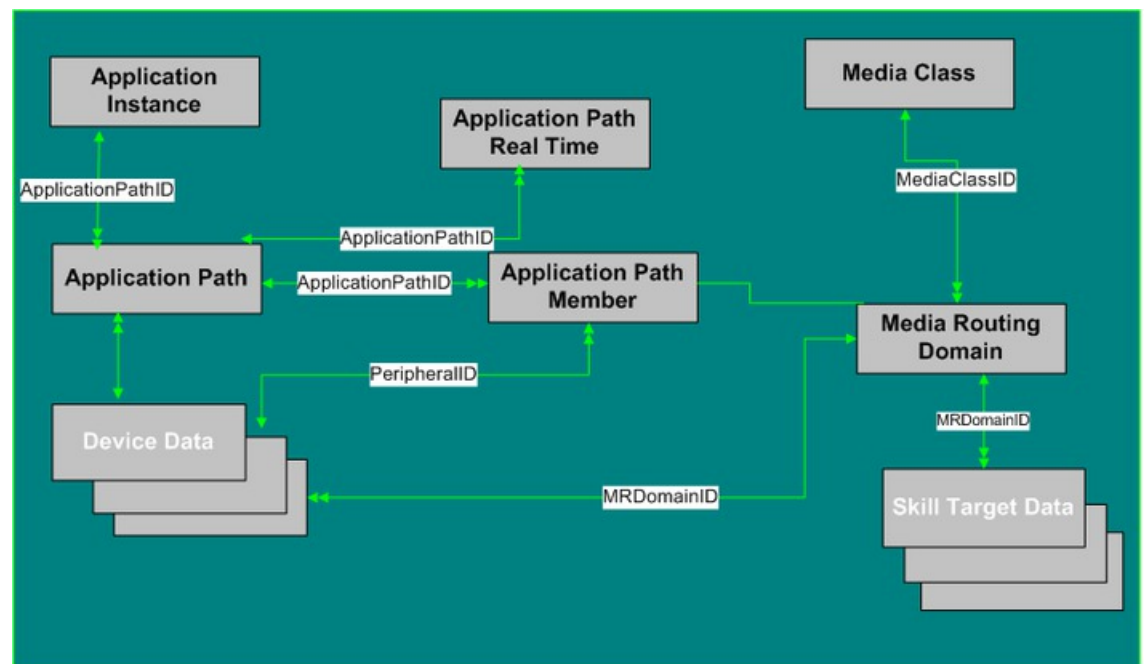 Application
Instance
Media Class
Application Path
Real Time
ApplicationPathID
MediaClassID
ApplicationPathID
Application Path
ApplicationPathID
Application Path
Member
Media Routing
Domain
PeripheralID
Device Data
MRDomainID
MRDomainID
Skill Target Data